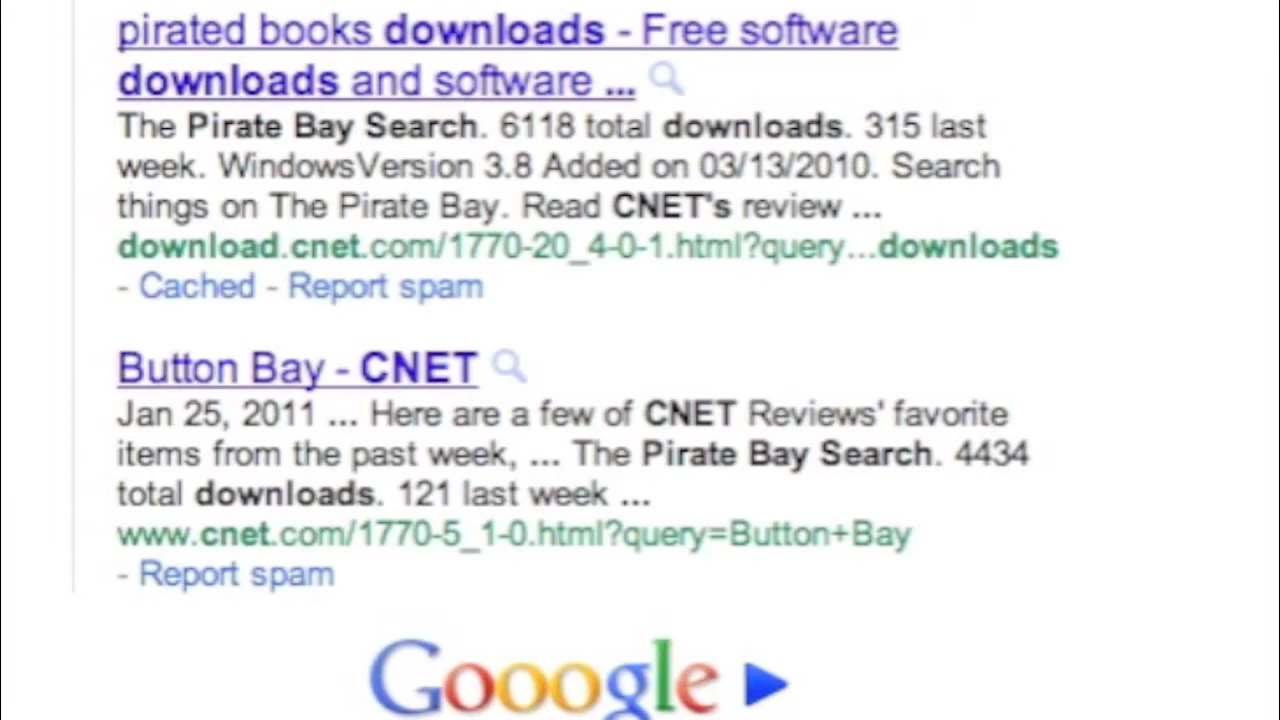 pirated books downloads - Free software
downloads and software ...
The Pirate Bay Search. 6118 total downloads. 315 last
week. WindowsVersion 3.8 Added on 03/13/2010. Search
things on The Pirate Bay. Read CNET's review ...
download.cnet.com/1770-20_4-0-1.html?query...downloads
- Cached - Report spam
Button Bay - CNET
Jan 25, 2011 ... Here are a few of CNET Reviews' favorite
items from the past week, ... The Pirate Bay Search. 4434
total downloads. 121 last week ...
www.cnet.com/1770-5_1-0.html?query=Button+Bay
- Report spam
Gooogle